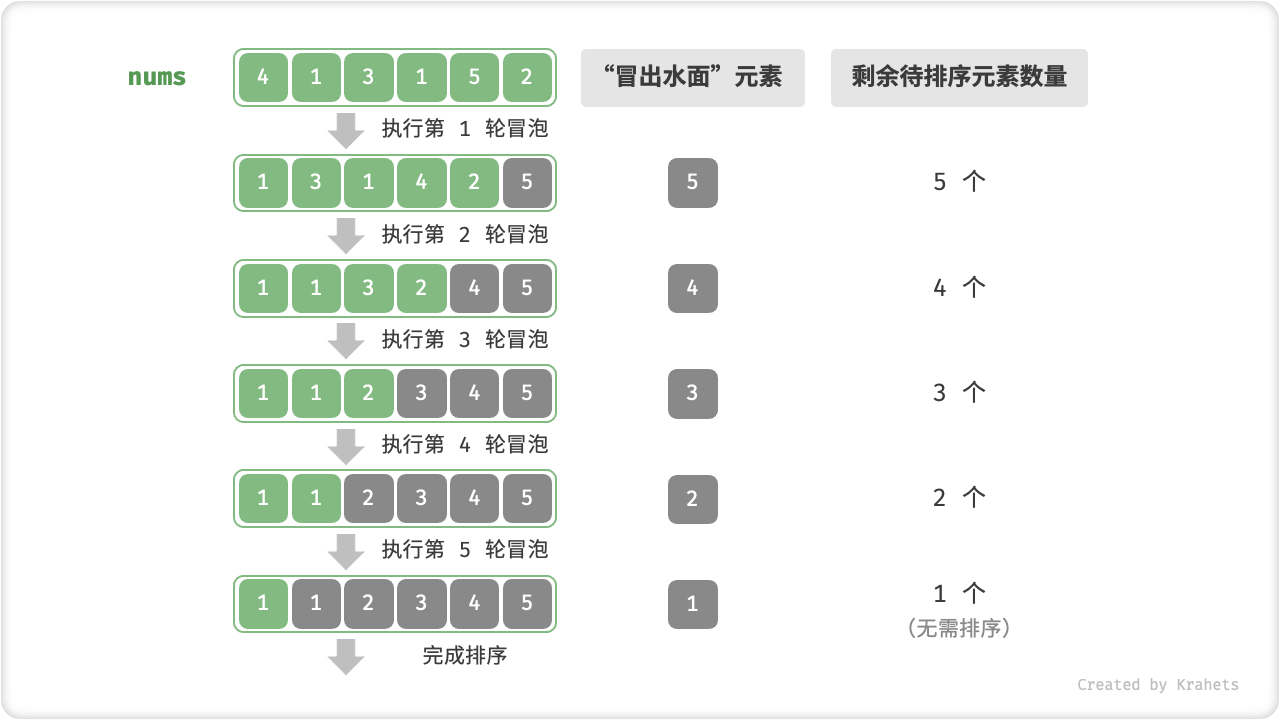 nums 4 1 3 1 5 2 “冒出水面”元素 剩余待排序元素数量
执行第 1 轮冒泡
1 3 1 4 2 5 5 5 个
执行第 2 轮冒泡
1 1 3 2 4 5 4 4 个
执行第 3 轮冒泡
1 1 2 3 4 5 3 3 个
执行第 4 轮冒泡
1 1 2 3 4 5 2 2 个
执行第 5 轮冒泡
1 1 2 3 4 5 1 1 个
（无需排序）
完成排序
Created by Krahets